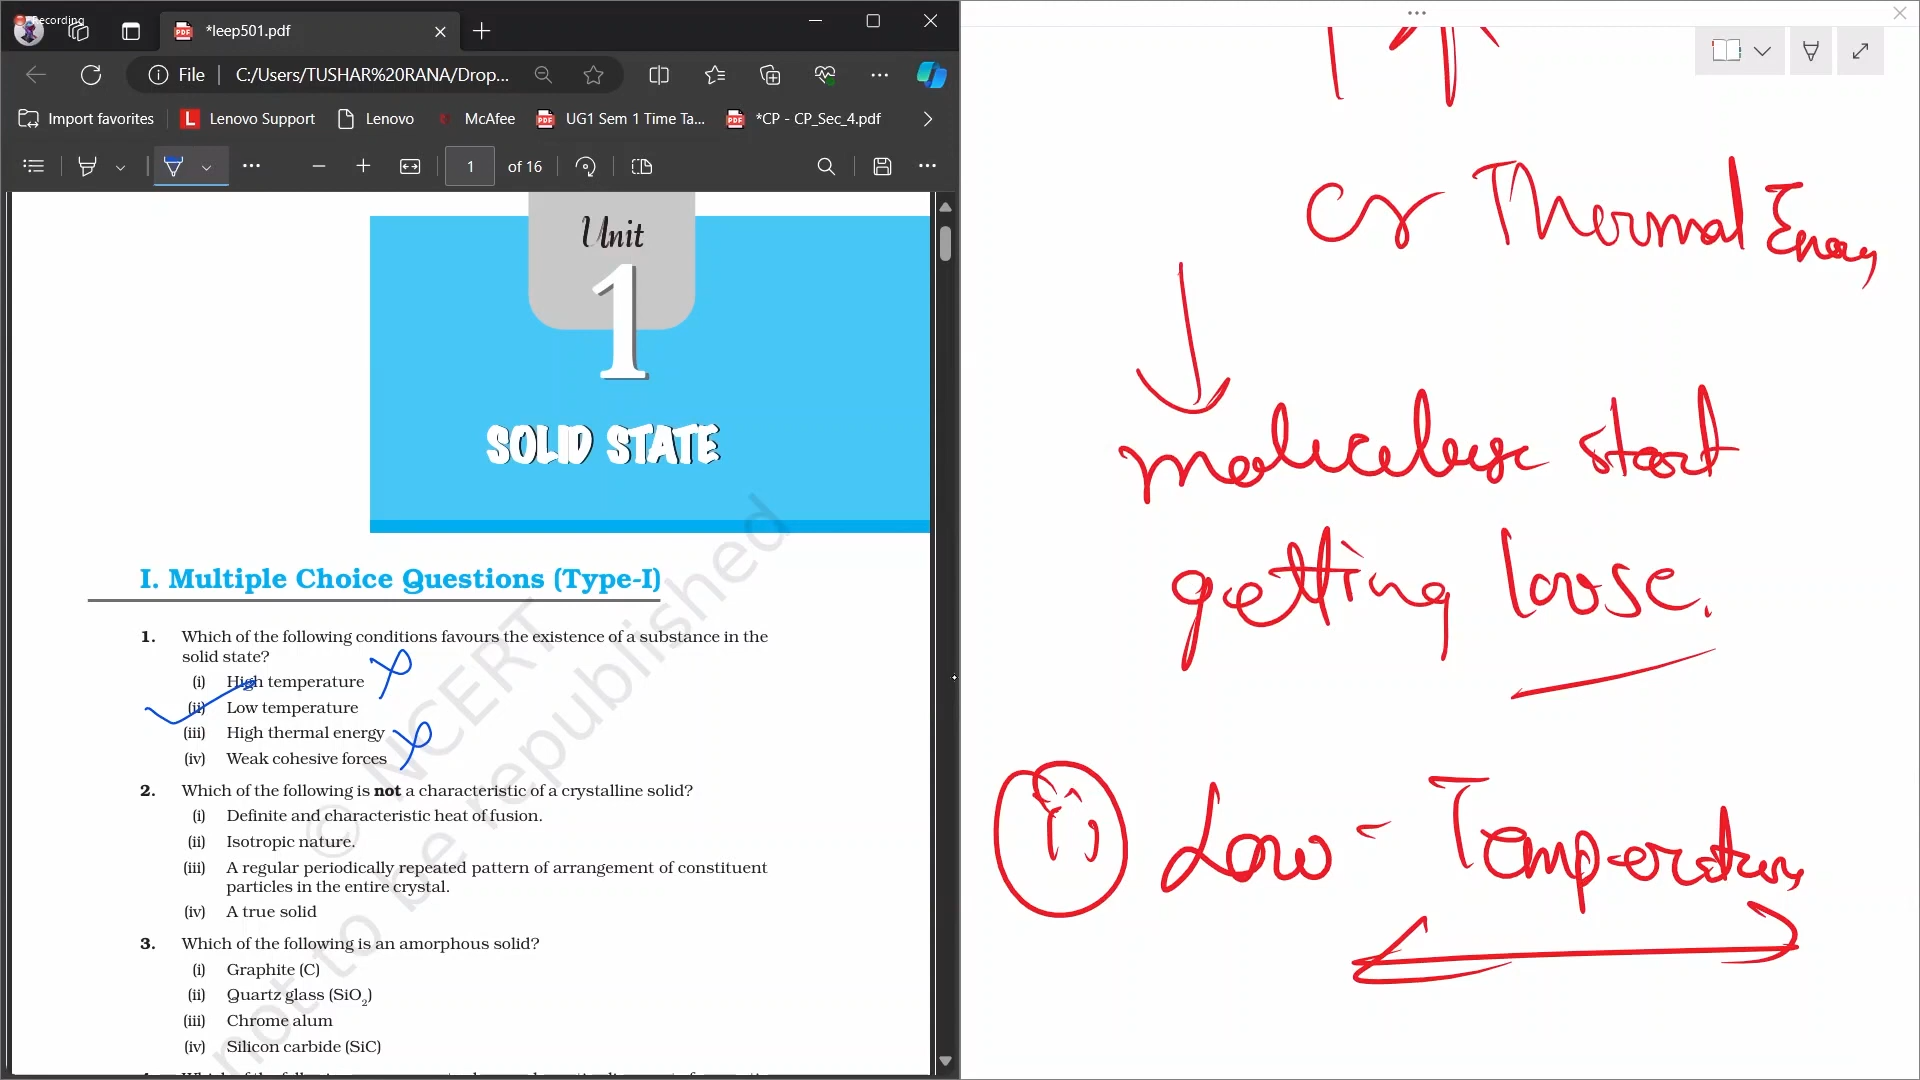 Recording
*leep501.pdf
File
C:/Users/TUSHAR%20RANA/Drop...
Import favorites
Lenovo Support
Lenovo
McAfee
UG1 Sem 1 Time Ta...
*CP - CP_Sec_4.pdf
1 of 16
Unit
1
SOLID STATE
I. Multiple Choice Questions (Type-I)
1. Which of the following conditions favours the existence of a substance in the
solid state?
(i) High temperature
(ii) Low temperature
(iii) High thermal energy
(iv) Weak cohesive forces
2. Which of the following is not a characteristic of a crystalline solid?
(i) Definite and characteristic heat of fusion.
(ii) Isotropic nature.
(iii) A regular periodically repeated pattern of arrangement of constituent
particles in the entire crystal.
(iv) A true solid
3. Which of the following is an amorphous solid?
(i) Graphite (C)
(ii) Quartz glass (SiO2)
(iii) Chrome alum
(iv) Silicon carbide (SiC)
© NCERT
not to be republished
or Thermal
start
getting loose.
Low - Temperature